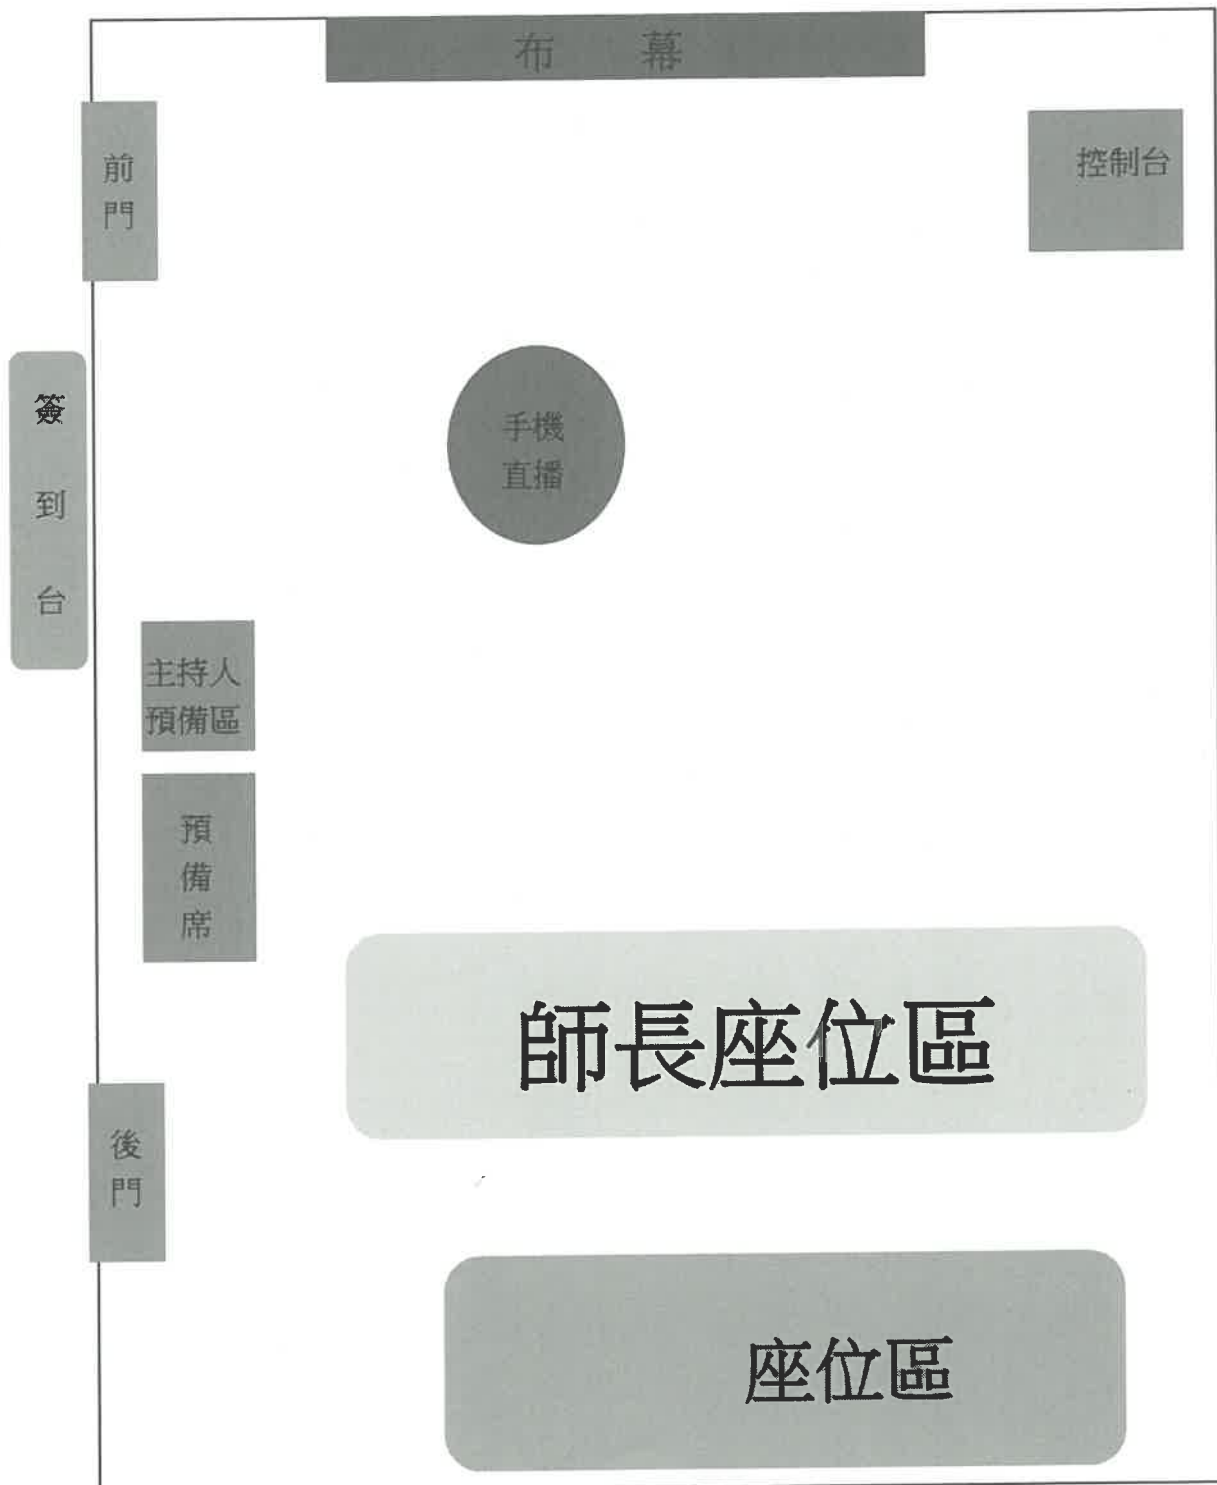 布 幕
前
門
控制台
簽
到
台
手機
直播
主持人
預備區
預
備
席
師長座位區
後
門
座位區